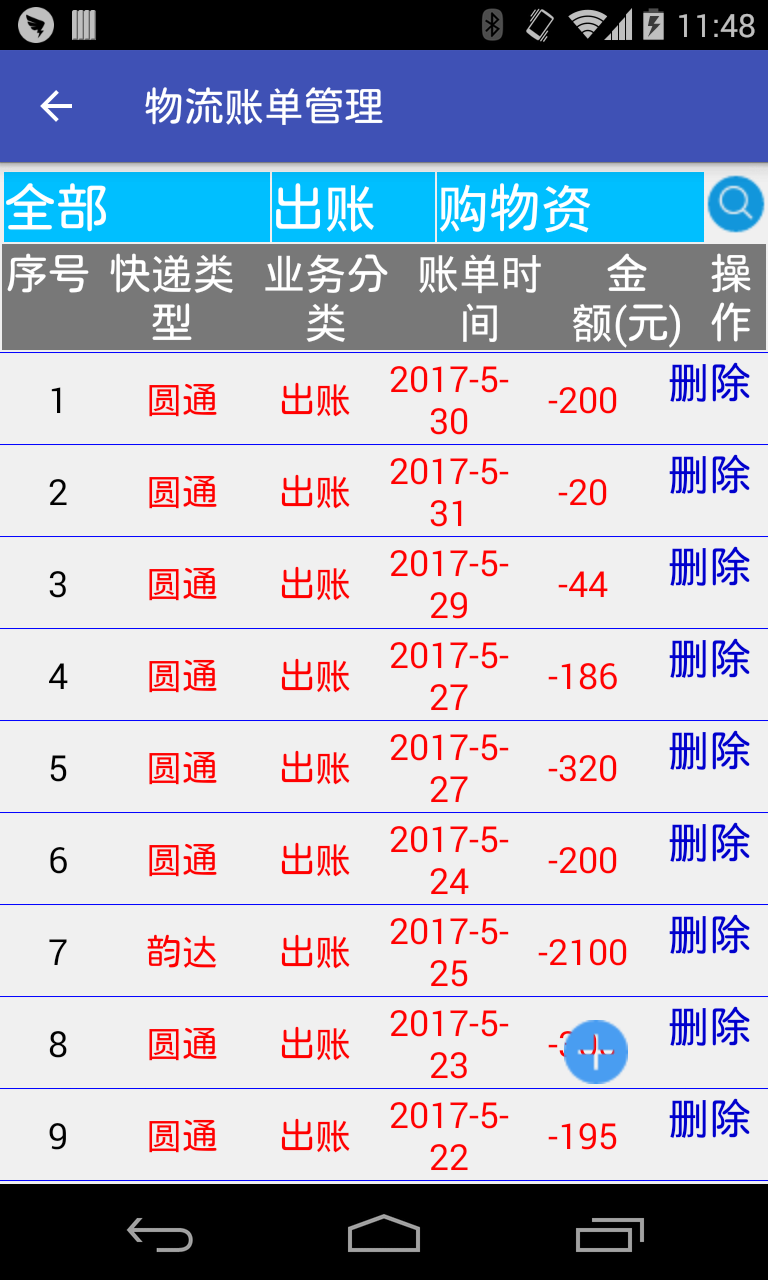 11:48
物流账单管理
全部 出账 购物资
序号 快递类型 业务分类 账单时间 金额(元) 操作
1 圆通 出账 2017-5-30 -200 删除
2 圆通 出账 2017-5-31 -20 删除
3 圆通 出账 2017-5-29 -44 删除
4 圆通 出账 2017-5-27 -186 删除
5 圆通 出账 2017-5-27 -320 删除
6 圆通 出账 2017-5-24 -200 删除
7 韵达 出账 2017-5-25 -2100 删除
8 圆通 出账 2017-5-23 删除
9 圆通 出账 2017-5-22 -195 删除